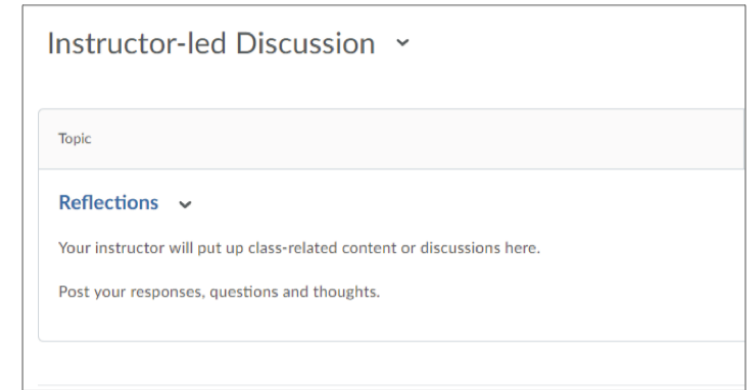 Instructor-led Discussion
Topic
Reflections
Your instructor will put up class-related content or discussions here.
Post your responses, questions and thoughts.